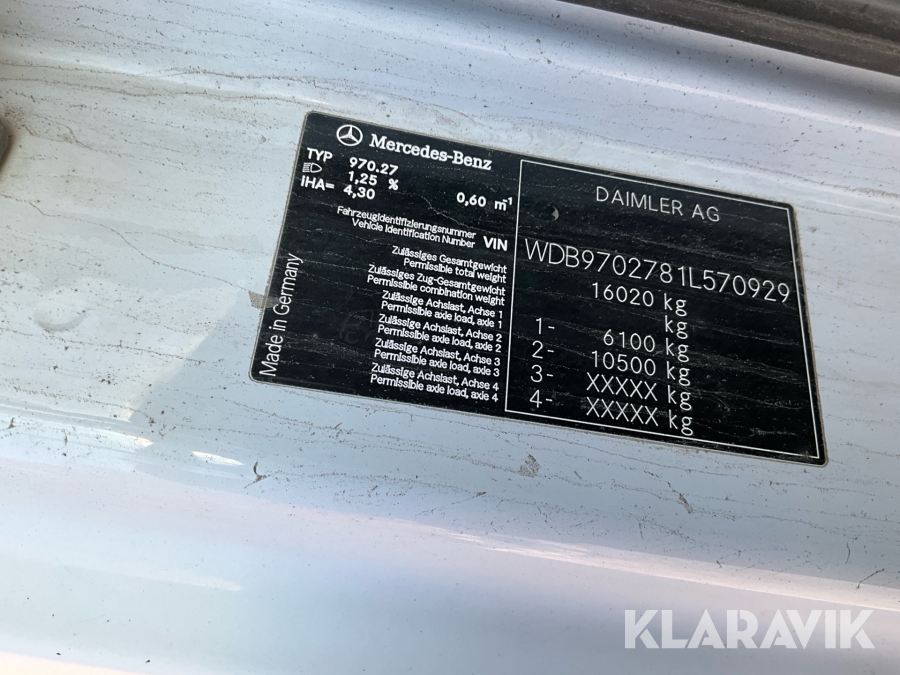 Mercedes-Benz
TYP 970.27
1,25 % 0,60 m¹
iHA= 4,30
Fahrzeugidentifizierungsnummer
Vehicle Identification Number VIN
Zulässiges Gesamtgewicht
Permissible total weight
Zulässiges Zug-Gesamtgewicht
Permissible combination weight
Zulässige Achslast, Achse 1
Permissible axle load, axle 1
Zulässige Achslast, Achse 2
Permissible axle load, axle 2
Zulässige Achslast, Achse 3
Permissible axle load, axle 3
Zulässige Achslast, Achse 4
Permissible axle load, axle 4
Made in Germany
DAIMLER AG
WDB9702781L570929
16020 kg
kg
1- 6100 kg
2- 10500 kg
3- XXXXX kg
4- XXXXX kg
KLARAVIK